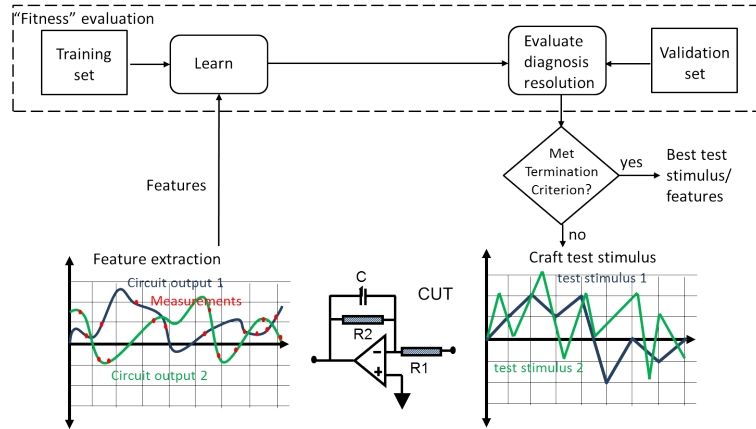 “Fitness” evaluation
Training
set
Learn
Evaluate
diagnosis
resolution
Validation
set
Met
Termination
Criterion?
yes
Best test
stimulus/
features
no
Features
Feature extraction
Circuit output 1
Measurements
Circuit output 2
C
CUT
R2
R1
Craft test stimulus
test stimulus 1
test stimulus 2